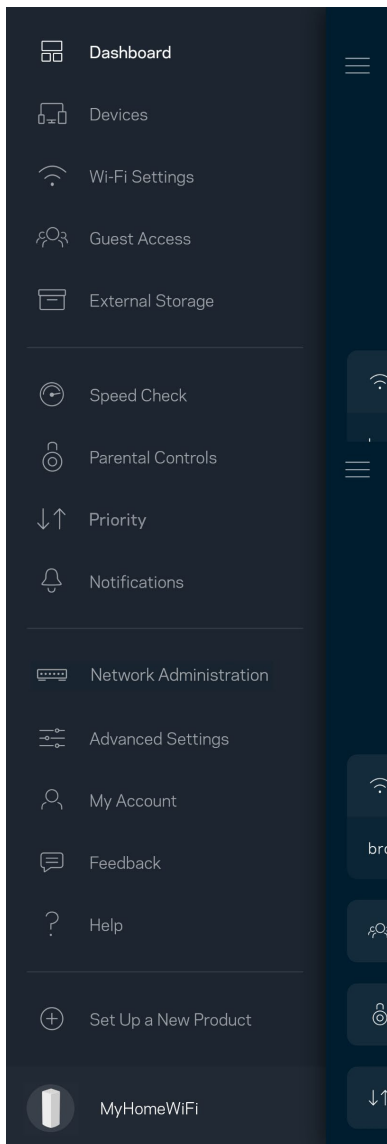 Dashboard
Devices
Wi-Fi Settings
Guest Access
External Storage
Speed Check
Parental Controls
Priority
Notifications
Network Administration
Advanced Settings
My Account
Feedback
Help
Set Up a New Product
MyHomeWiFi